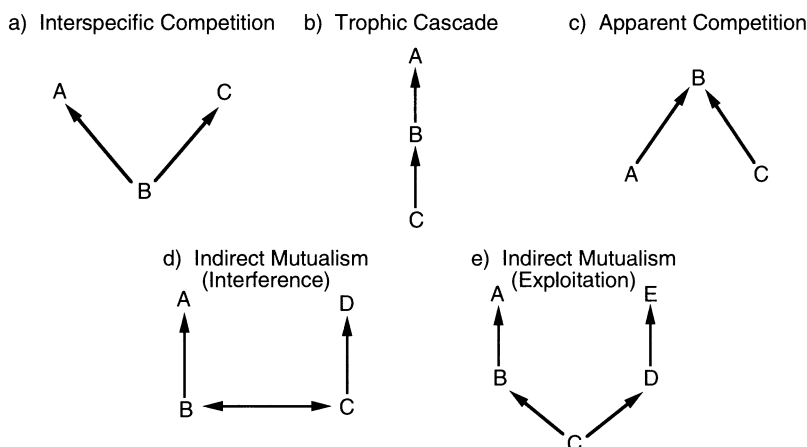 a) Interspecific Competition
b) Trophic Cascade
c) Apparent Competition
A
C
B
A
B
C
B
A
C
d) Indirect Mutualism
(Interference)
A
D
B
C
e) Indirect Mutualism
(Exploitation)
A
E
B
D
C